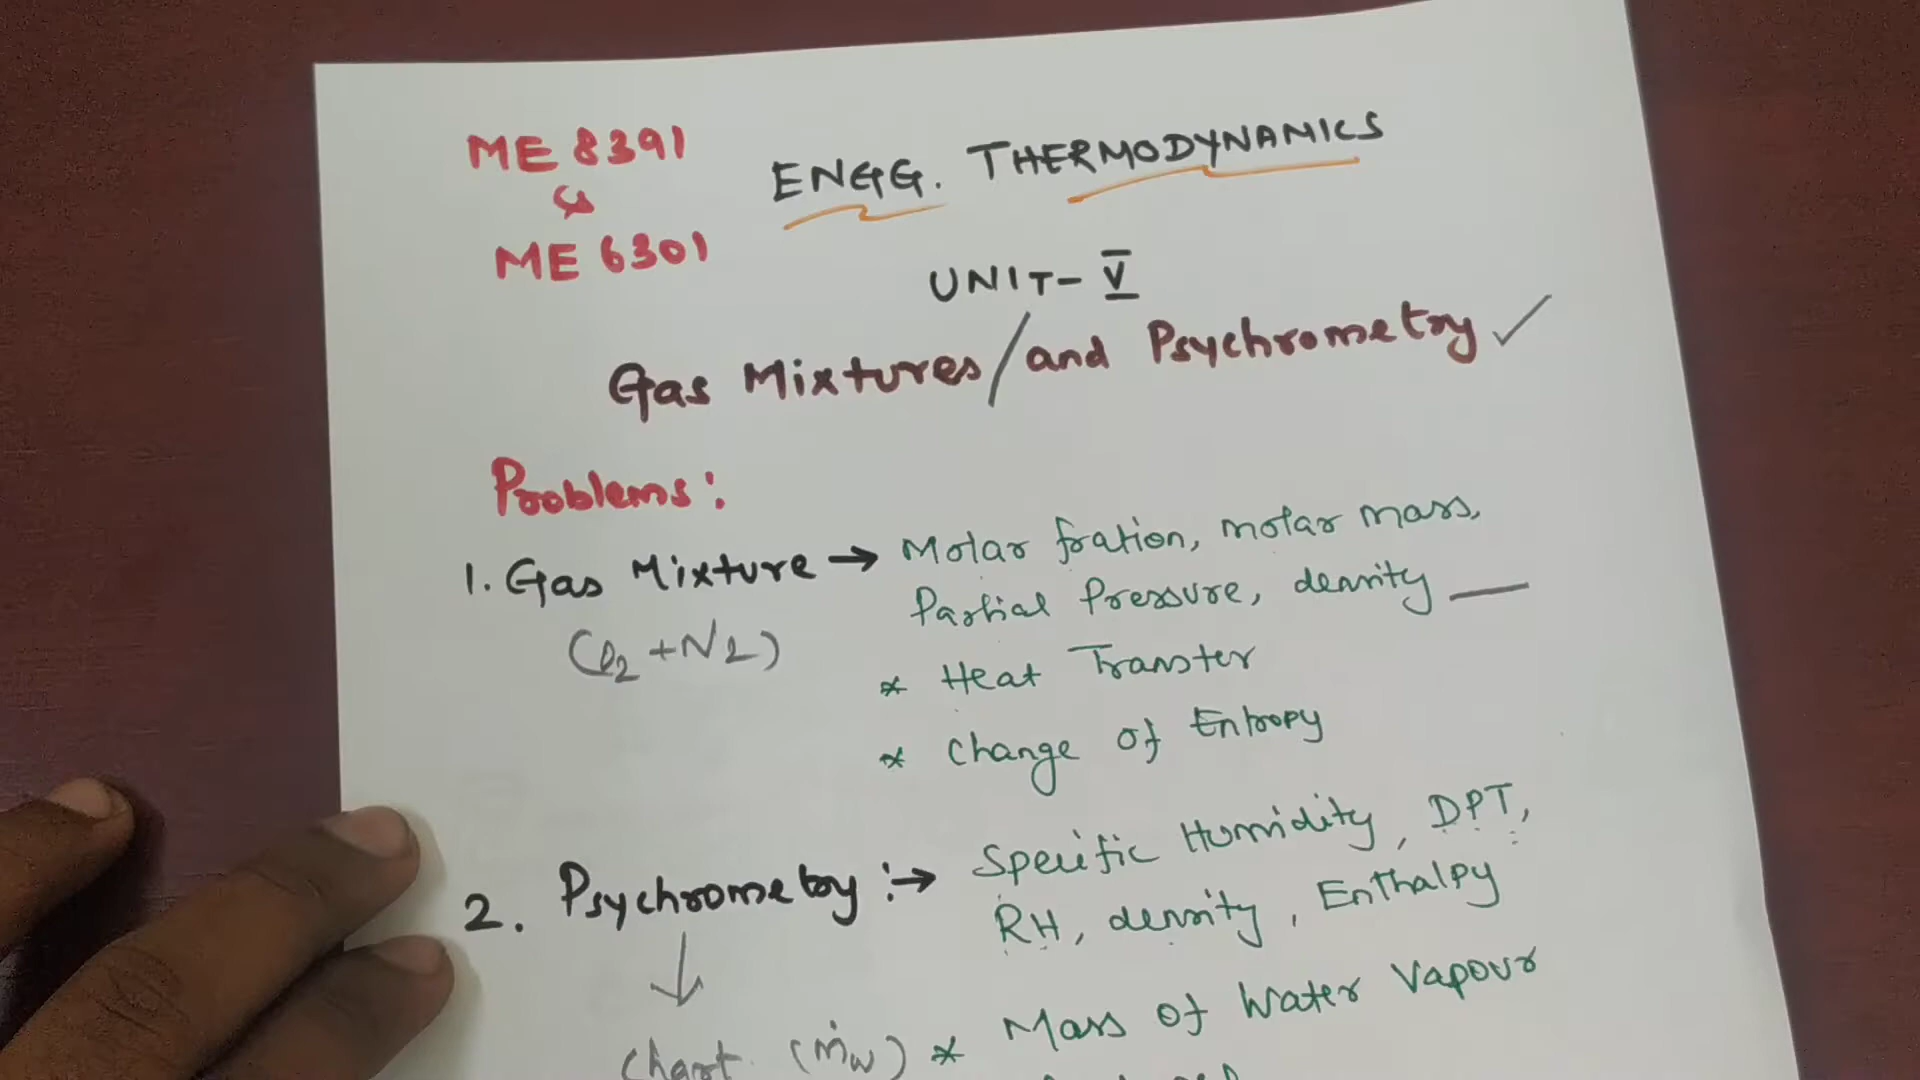 ME 8391
ENGG. THERMODYNAMICS
ME 6301
UNIT-V
Gas Mixtures/and Psychrometry ✓
Problems:
1. Gas Mixture → Molar fration, molar mass,
(O2+N2) Partial Pressure, density —
* Heat Transter
* Change of Entropy
2. Psychrometry :→ Specific Humidity, DPT,
RH, density, Enthalpy
↓
Chart (ṁw) * Mass of Water Vapour